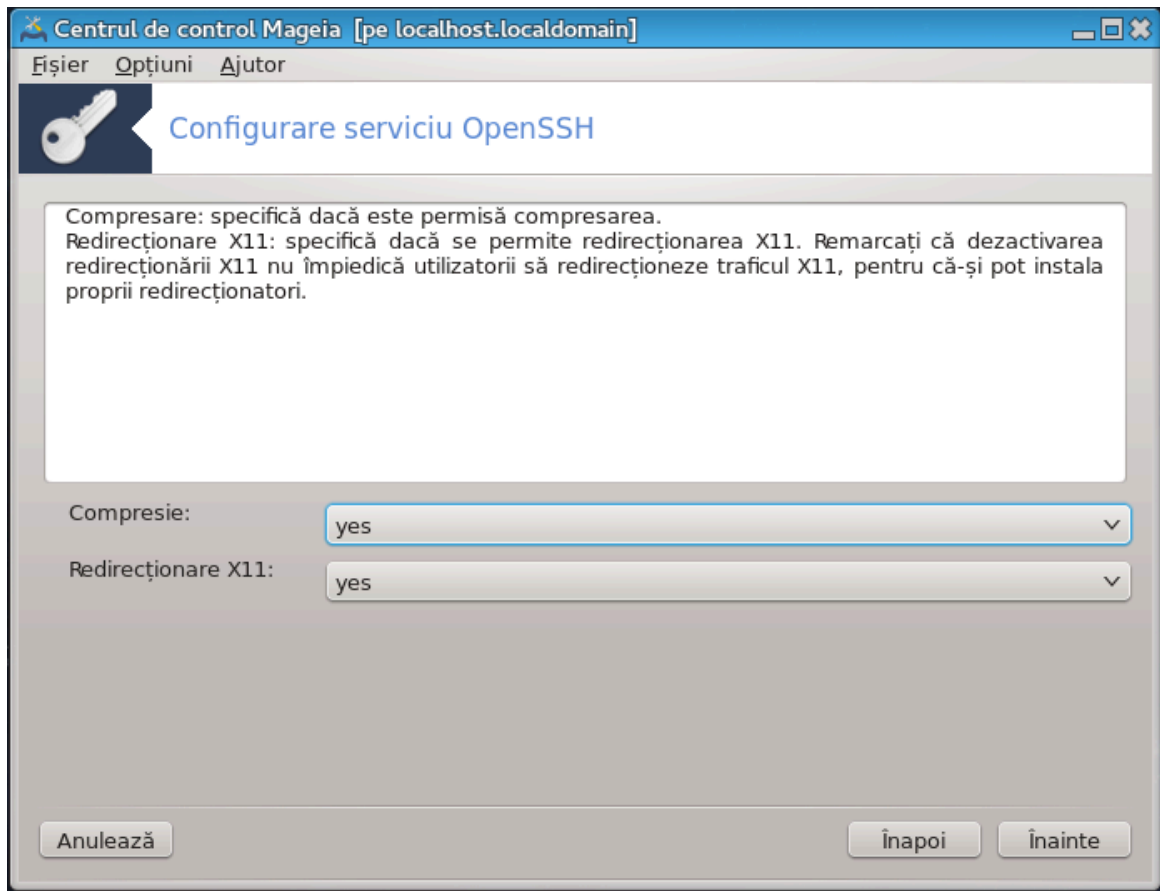 Centrul de control Mageia [pe localhost.localdomain]
Fișier Opțiuni Ajutor
Configurare serviciu OpenSSH
Compresare: specifică dacă este permisă compresarea.
Redirecționare X11: specifică dacă se permite redirecționarea X11. Remarcați că dezactivarea
redirecționării X11 nu împiedică utilizatorii să redirecționeze traficul X11, pentru că-și pot instala
proprii redirecționatori.
Compresie:
yes
Redirecționare X11:
yes
Anulează Înapoi Înainte